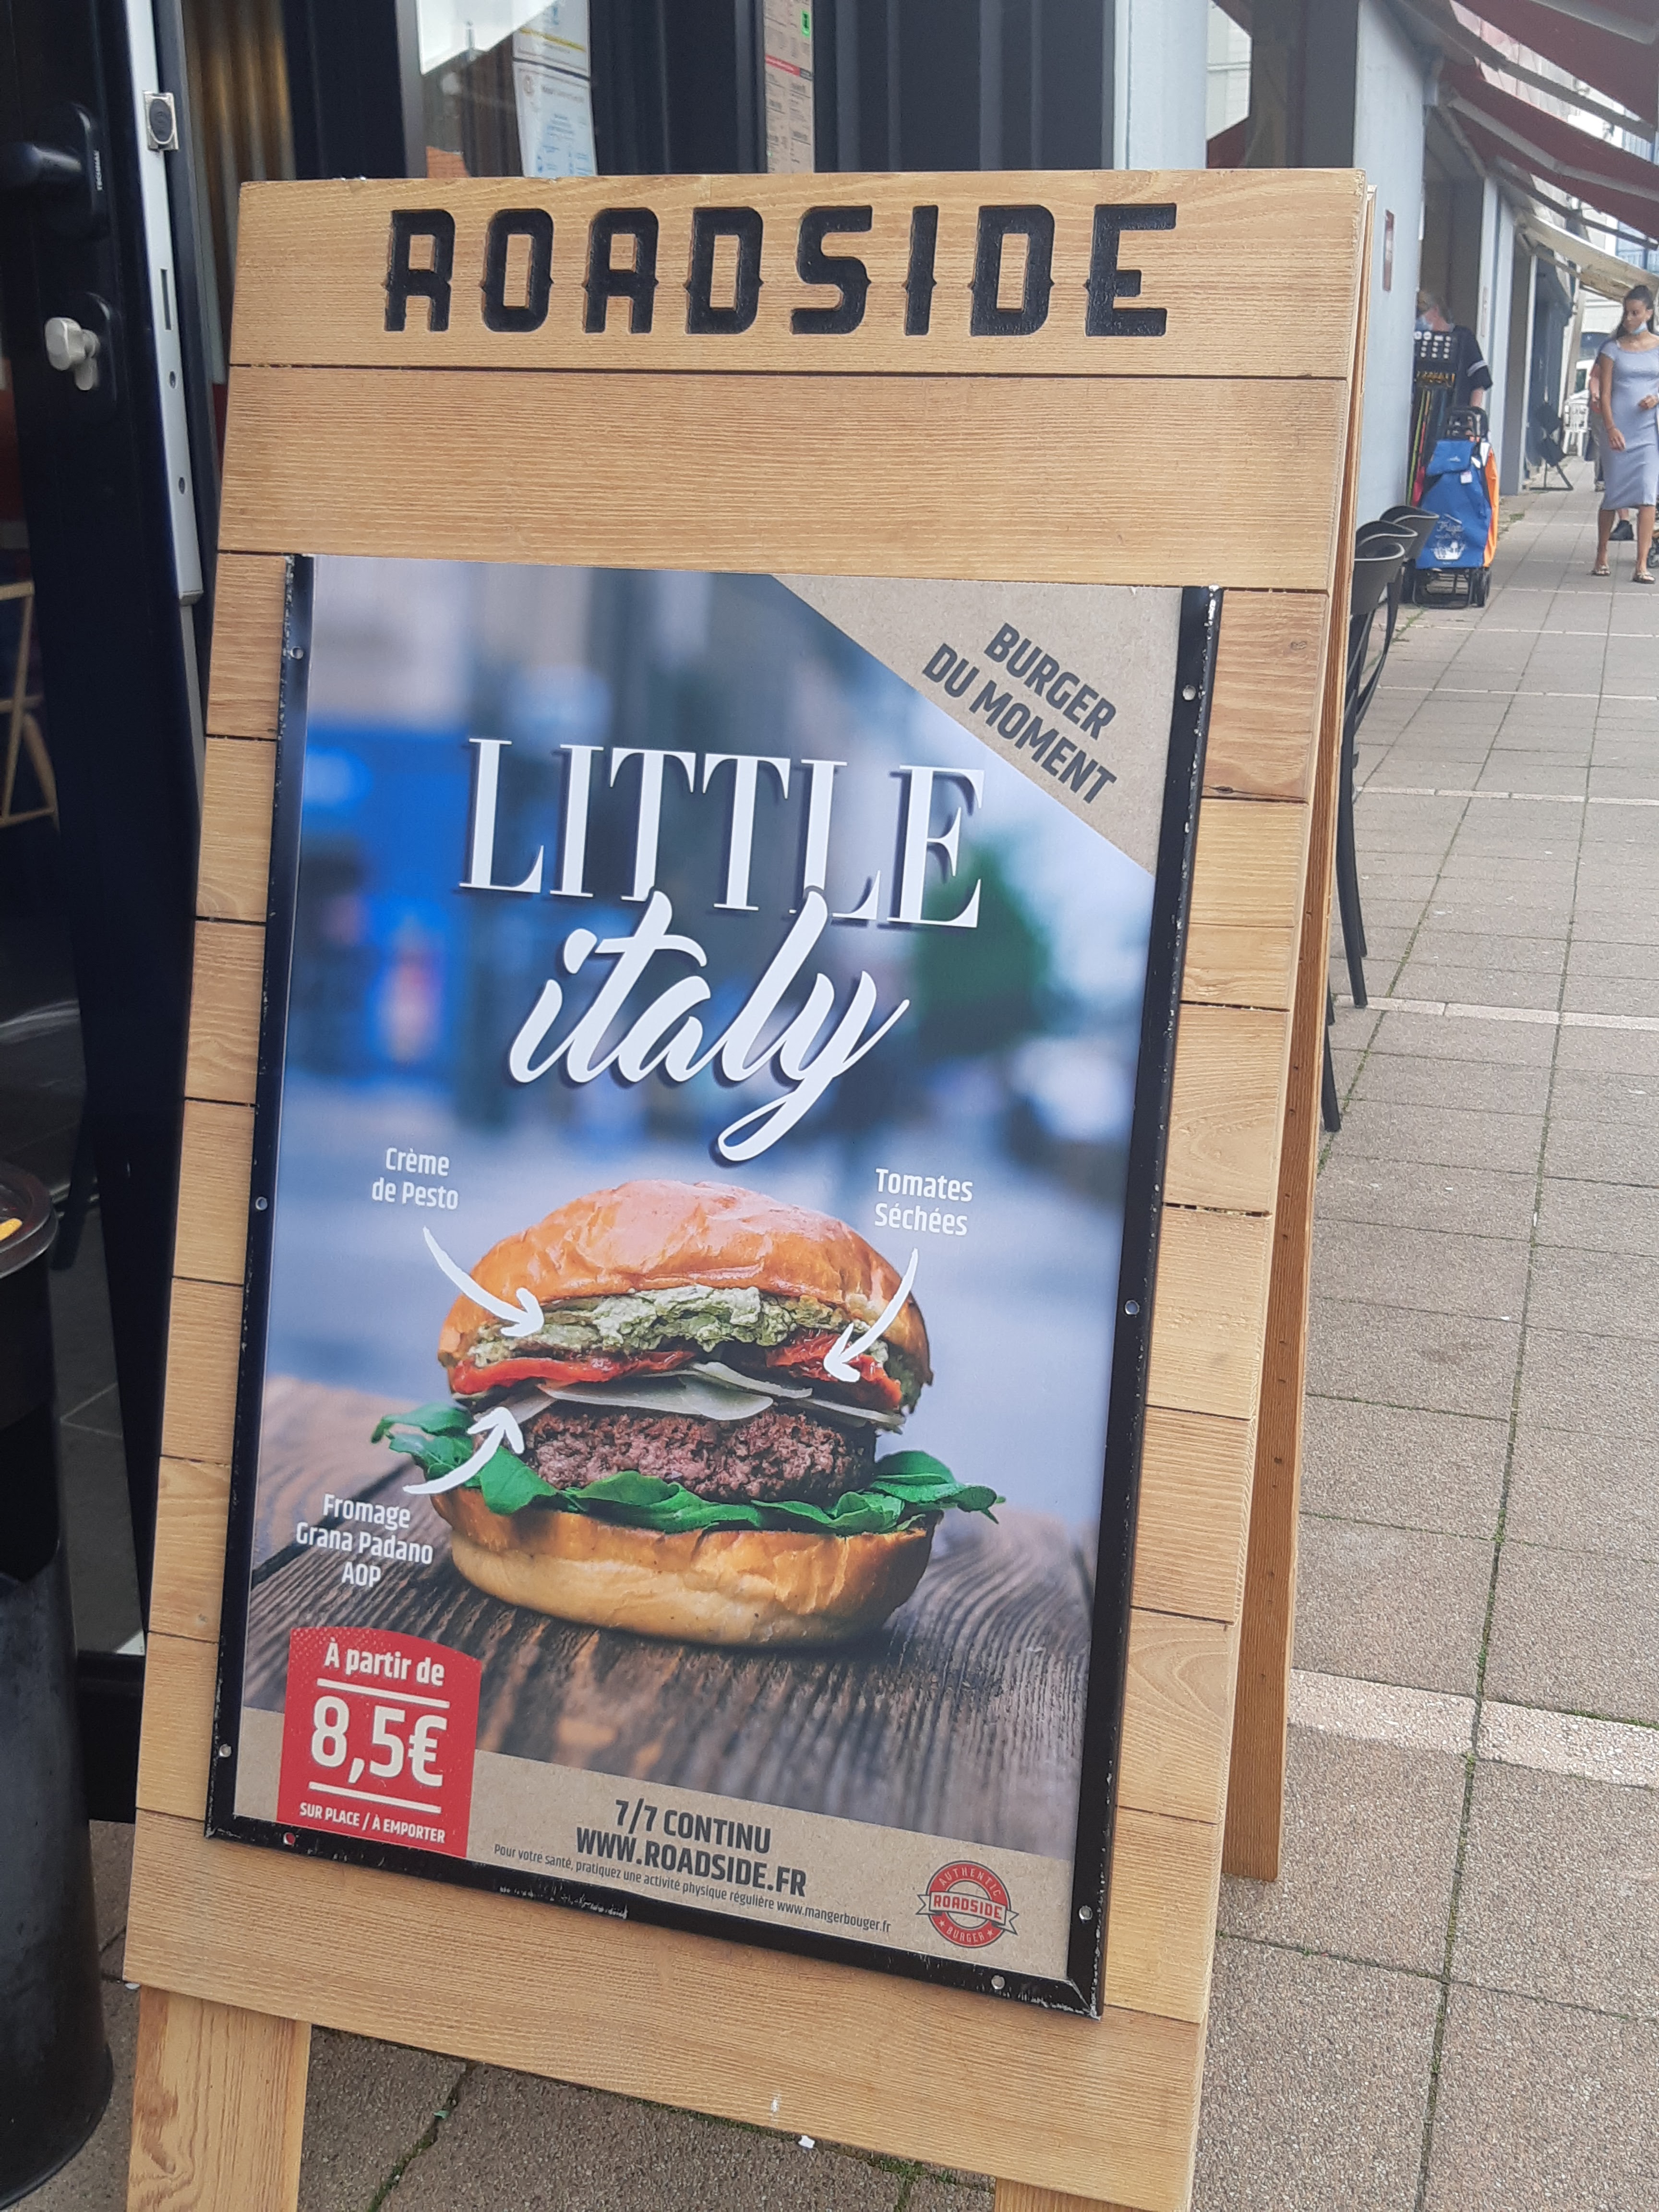 ROADSIDE
BURGER
DU MOMENT
LITTLE
italy
Crème
de Pesto
Tomates
Séchées
Fromage
Grana Padano
AOP
À partir de
8,5€
SUR PLACE / À EMPORTER
7/7 CONTINU
WWW.ROADSIDE.FR
Pour votre santé, pratiquez une activité physique régulière www.mangerbouger.fr
AUTHENTIC
ROADSIDE
BURGER